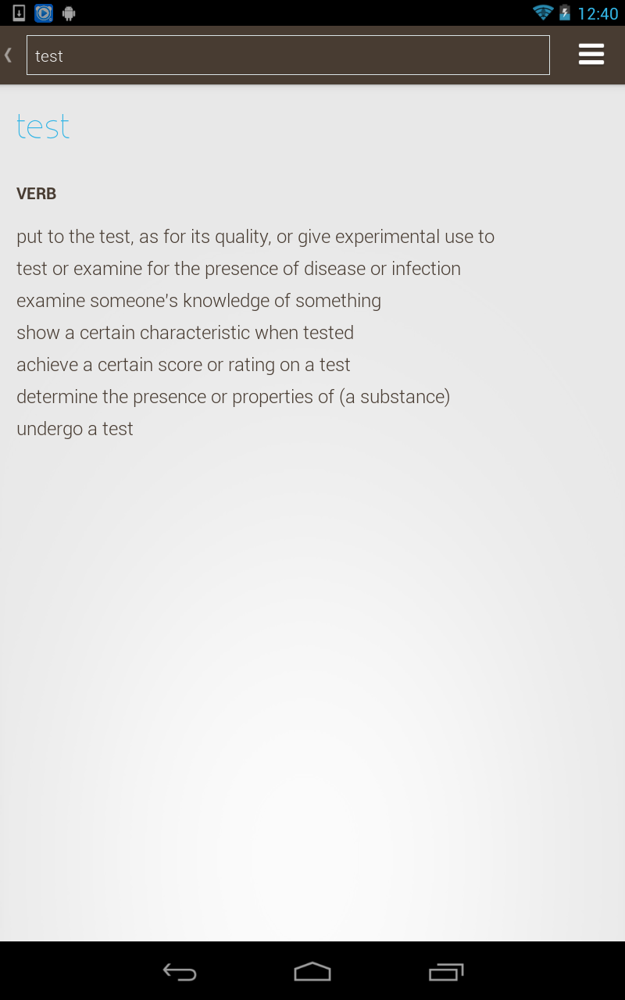 12:40
test
test
VERB
put to the test, as for its quality, or give experimental use to
test or examine for the presence of disease or infection
examine someone's knowledge of something
show a certain characteristic when tested
achieve a certain score or rating on a test
determine the presence or properties of (a substance)
undergo a test